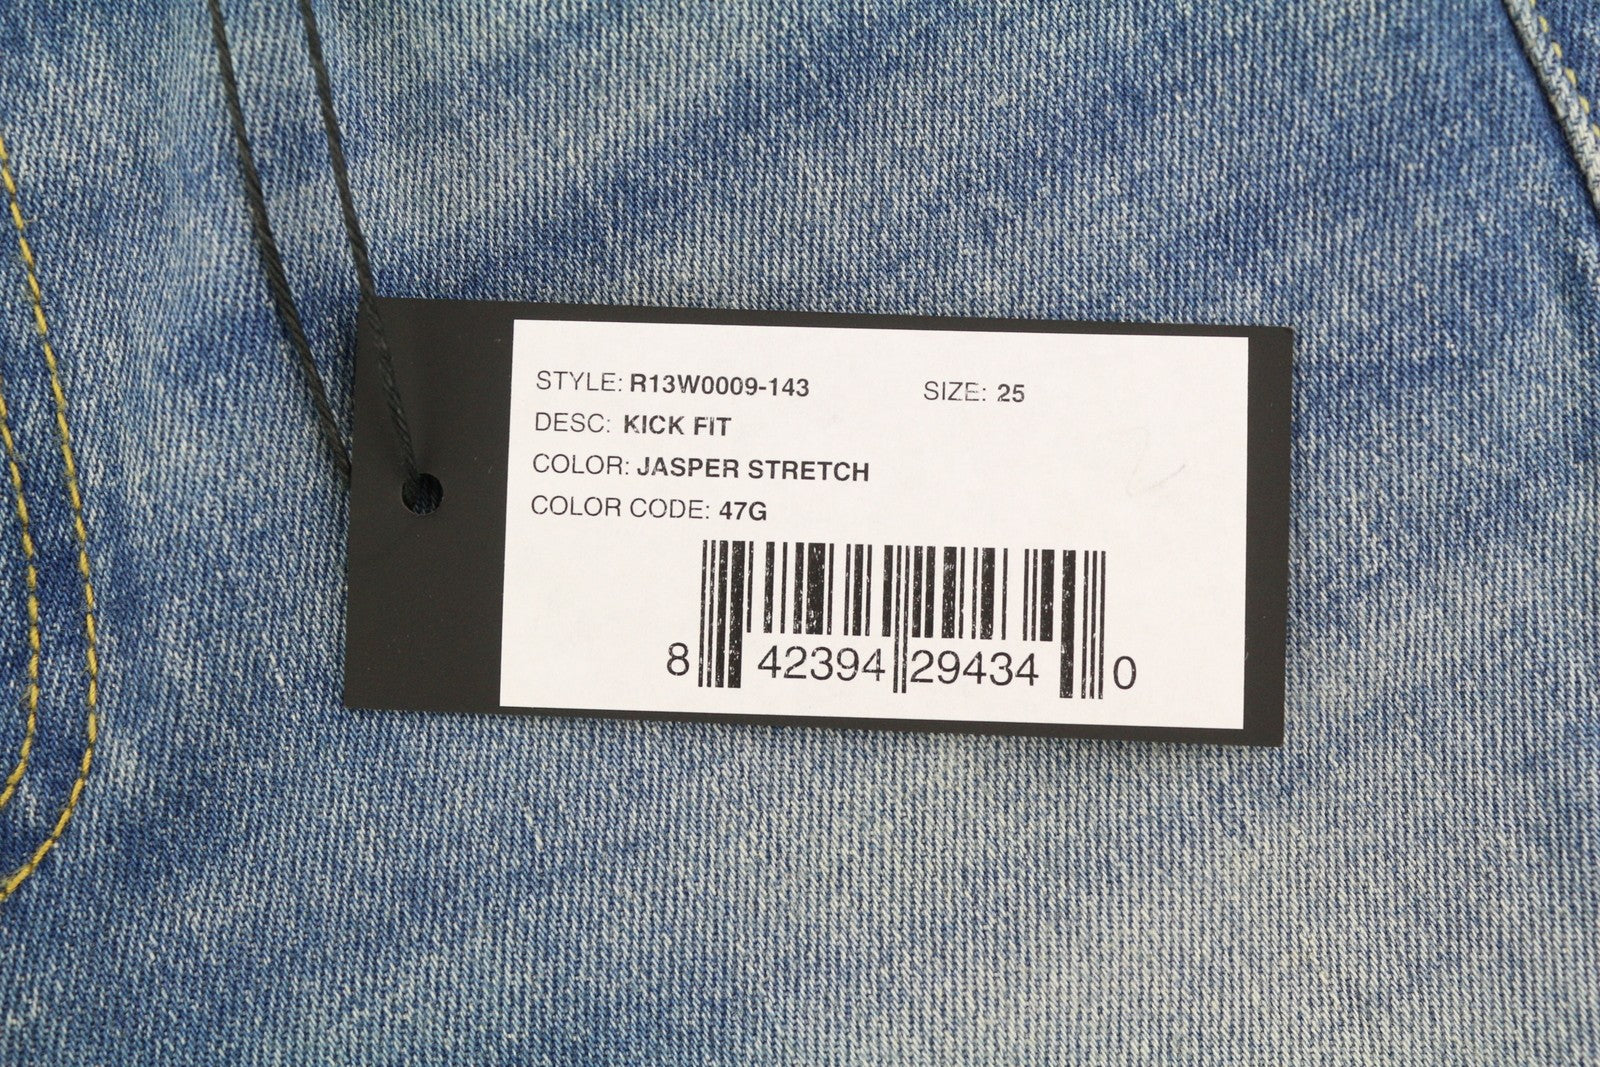 STYLE: R13W0009-143 SIZE: 25
DESC: KICK FIT
COLOR: JASPER STRETCH
COLOR CODE: 47G
8 42394 29434 0